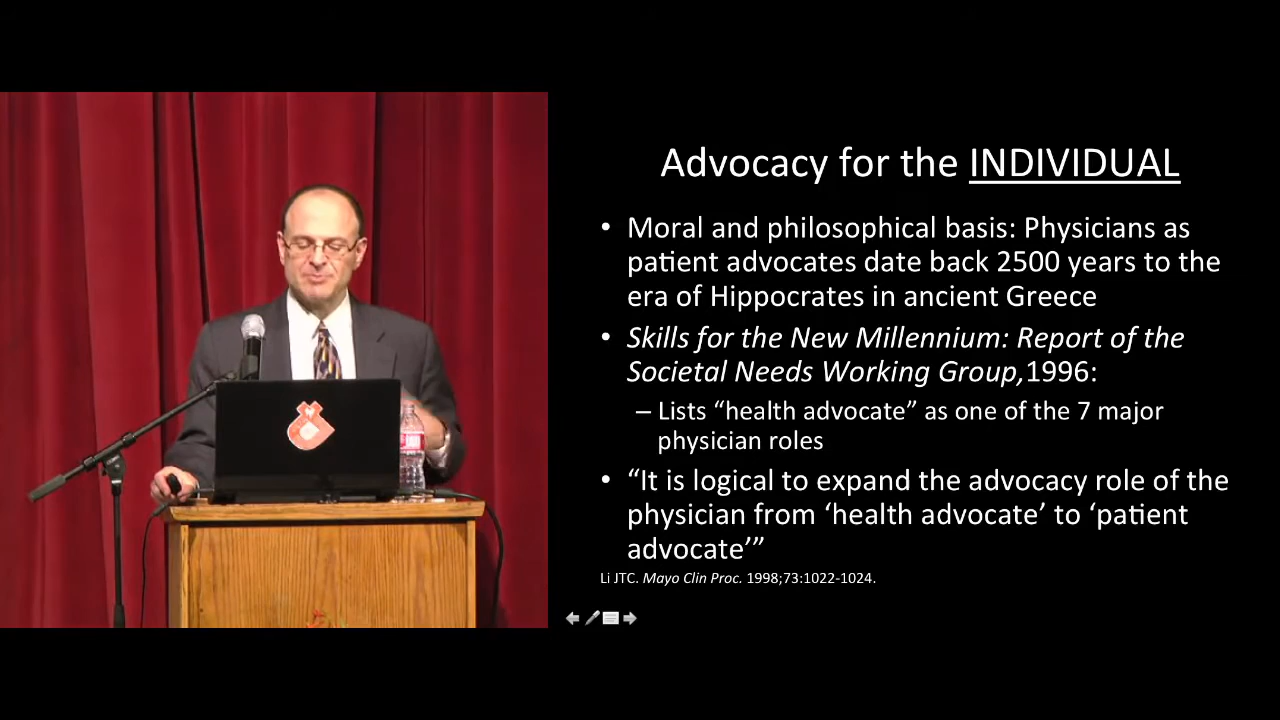 Advocacy for the INDIVIDUAL
• Moral and philosophical basis: Physicians as
patient advocates date back 2500 years to the
era of Hippocrates in ancient Greece
• Skills for the New Millennium: Report of the
Societal Needs Working Group,1996:
– Lists “health advocate” as one of the 7 major
physician roles
• “It is logical to expand the advocacy role of the
physician from ‘health advocate’ to ‘patient
advocate’”
Li JTC. Mayo Clin Proc. 1998;73:1022-1024.